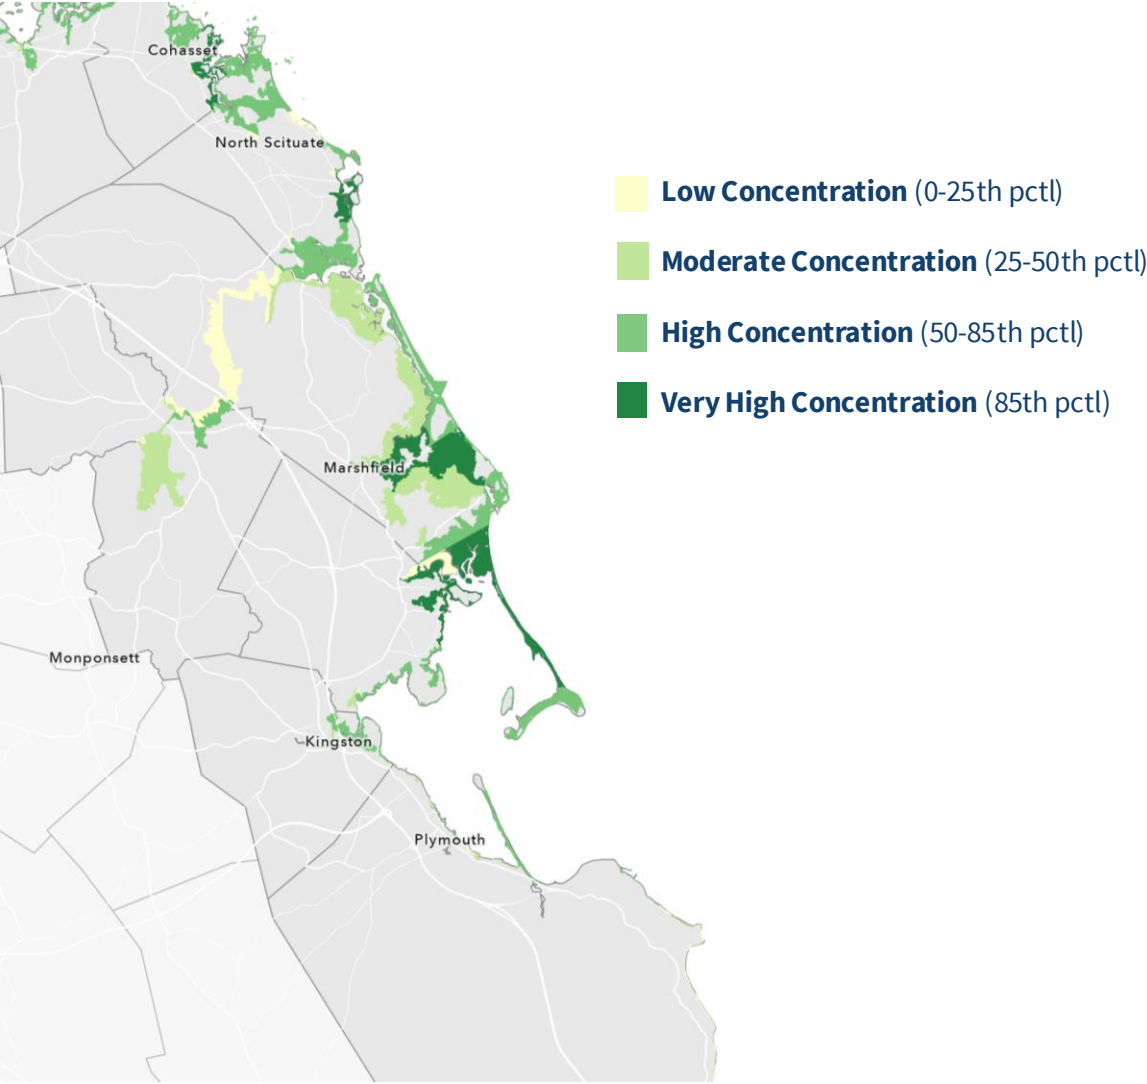 Cohasset
North Scituate
Low Concentration (0-25th pctl)
Moderate Concentration (25-50th pctl)
High Concentration (50-85th pctl)
Very High Concentration (85th pctl)
Marshfield
Monponsett
Kingston
Plymouth